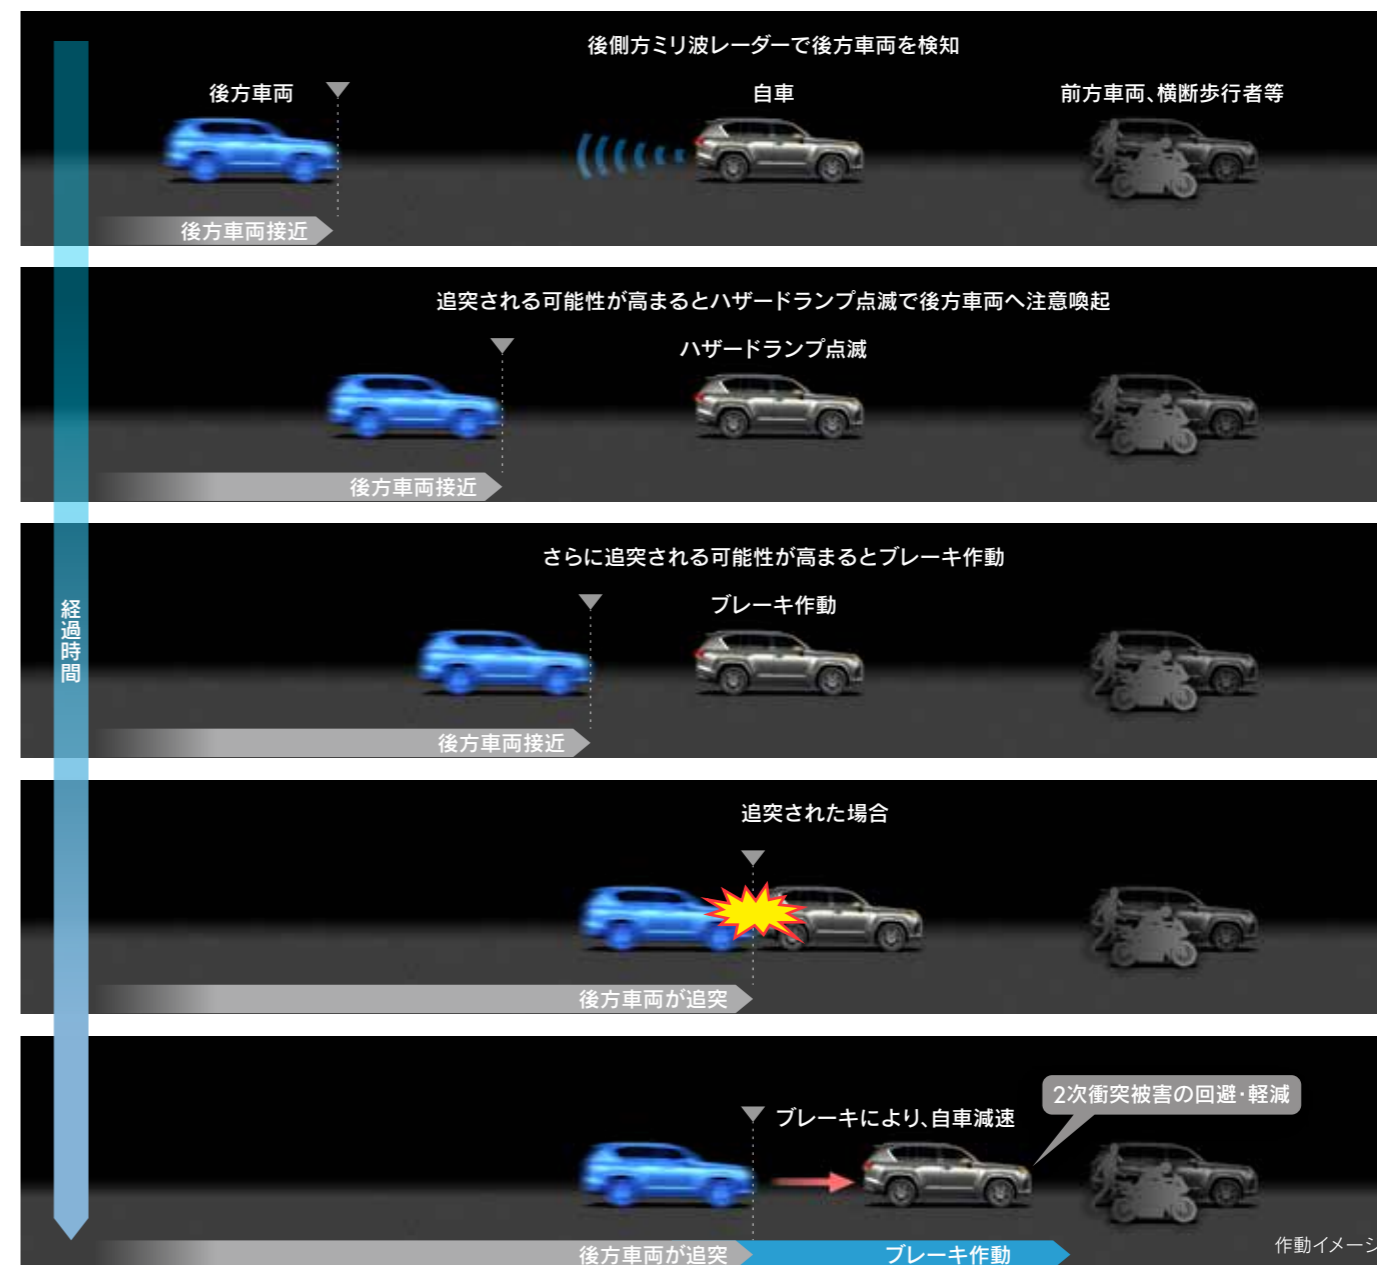 後側方ミリ波レーダーで後方車両を検知
後方車両
自車
前方車両、横断歩行者等
後方車両接近
追突される可能性が高まるとハザードランプ点滅で後方車両へ注意喚起
ハザードランプ点滅
後方車両接近
さらに追突される可能性が高まるとブレーキ作動
ブレーキ作動
後方車両接近
経過時間
追突された場合
後方車両が追突
2次衝突被害の回避・軽減
ブレーキにより、自車減速
後方車両が追突
ブレーキ作動
作動イメージ